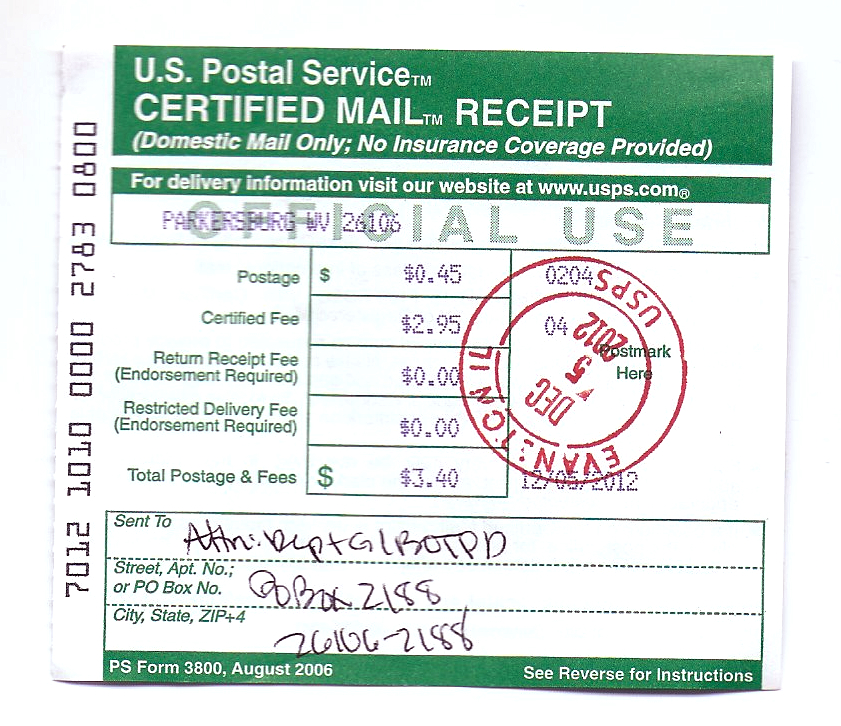 U.S. Postal Service™
CERTIFIED MAIL™ RECEIPT
(Domestic Mail Only; No Insurance Coverage Provided)
For delivery information visit our website at www.usps.com®
OFFICIAL USE
PARKERSBURG WV 26106
Postage $ $0.45 0204
Certified Fee $2.95 04
Return Receipt Fee
(Endorsement Required) $0.00
Postmark
Here
Restricted Delivery Fee
(Endorsement Required) $0.00
Total Postage & Fees $ $3.40 12/05/2012
EVANSTON IL
USPS
DEC 5 2012
Sent To Attn: Dept GLBOTPD
Street, Apt. No.;
or PO Box No. PO Box 2188
City, State, ZIP+4 26106-2188
PS Form 3800, August 2006 See Reverse for Instructions
7012 1010 0000 2783 0800